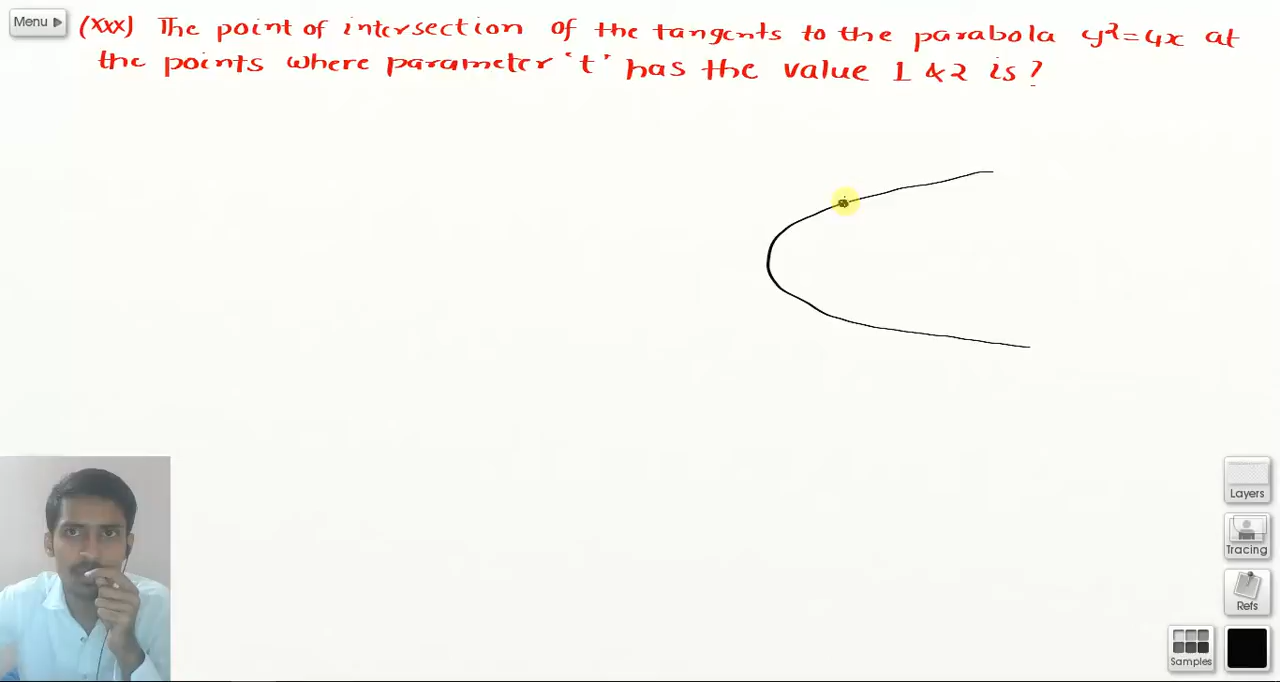 Menu
(xxx) The point of intersection of the tangents to the parabola y²=4x at
the points where parameter 't' has the value 1 & 2 is?
Layers
Tracing
Refs
Samples